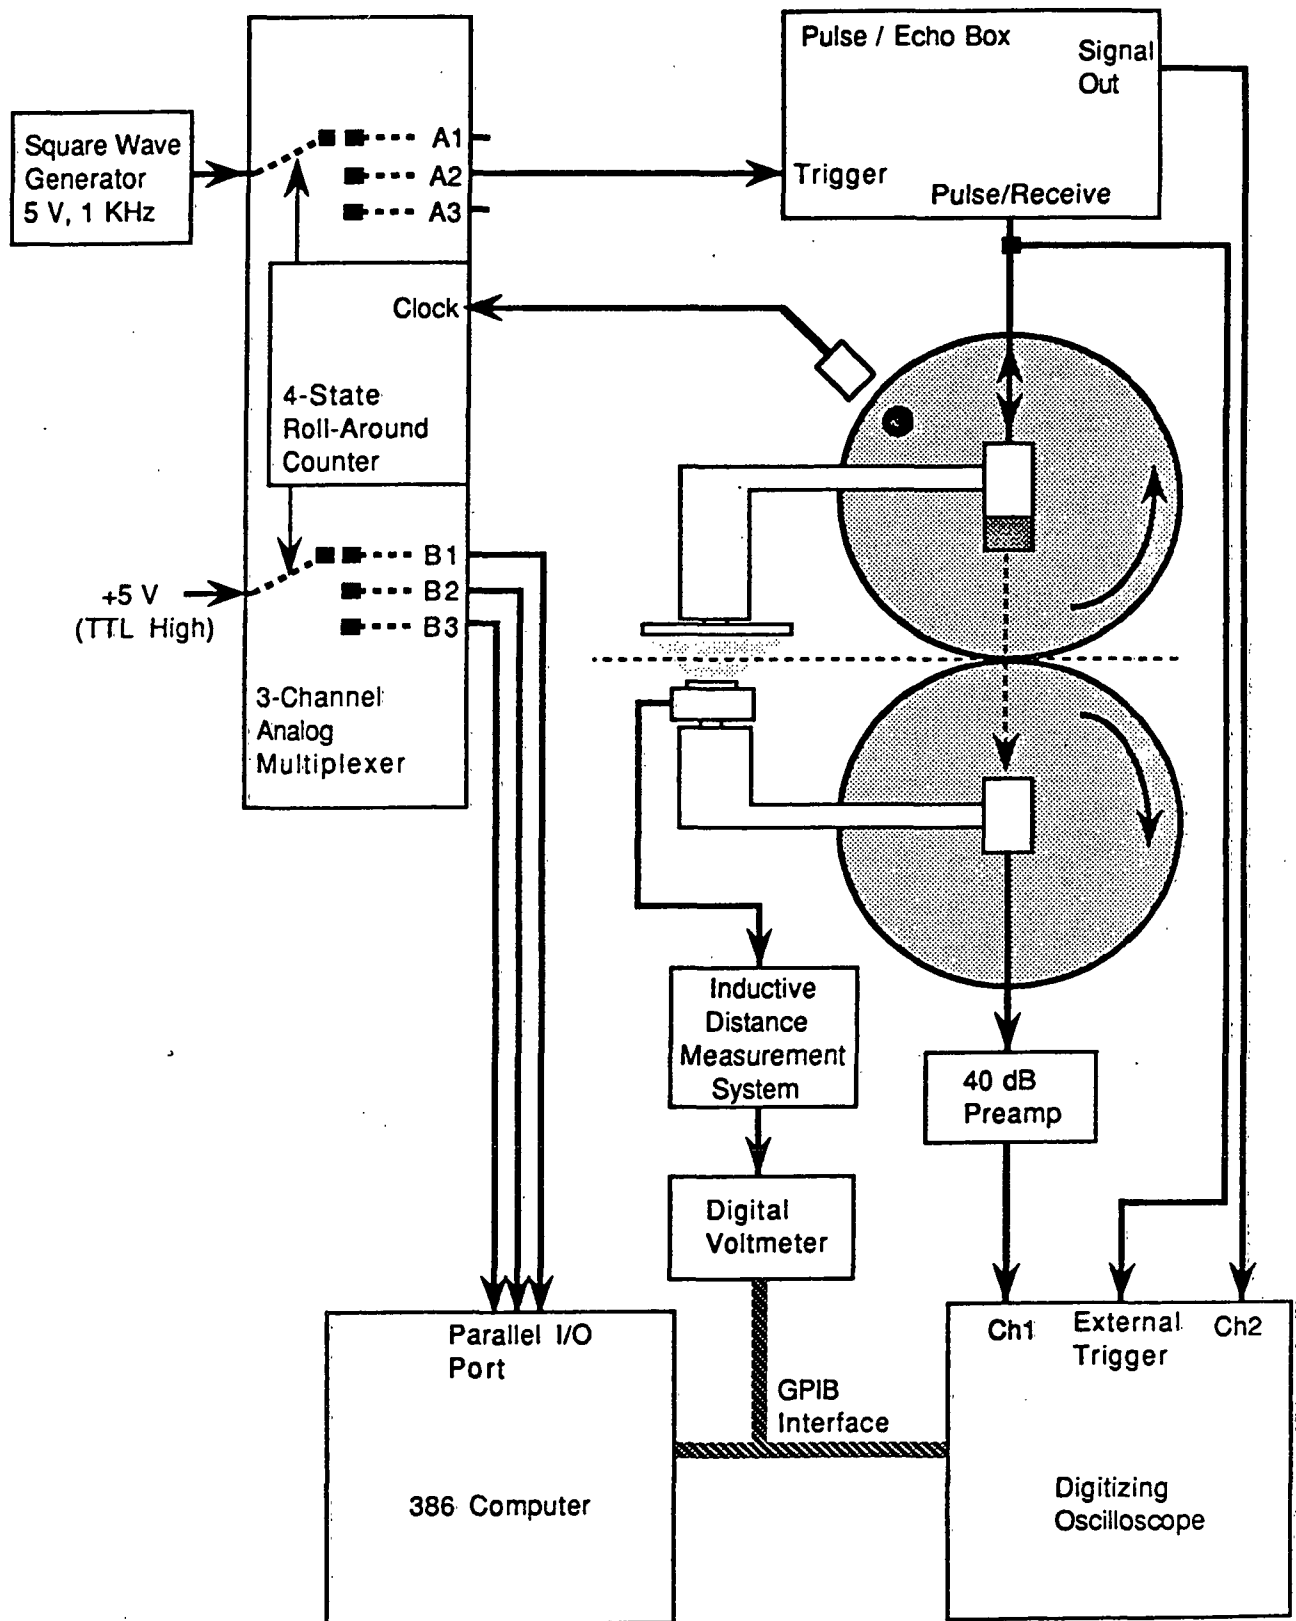 Pulse / Echo Box
Signal
Out
Trigger
Pulse/Receive
Square Wave
Generator
5 V, 1 KHz
A1
A2
A3
Clock
4-State
Roll-Around
Counter
B1
B2
B3
+5 V
(TTL High)
3-Channel
Analog
Multiplexer
Inductive
Distance
Measurement
System
40 dB
Preamp
Digital
Voltmeter
Parallel I/O
Port
386 Computer
GPIB
Interface
Ch1
External
Trigger
Ch2
Digitizing
Oscilloscope